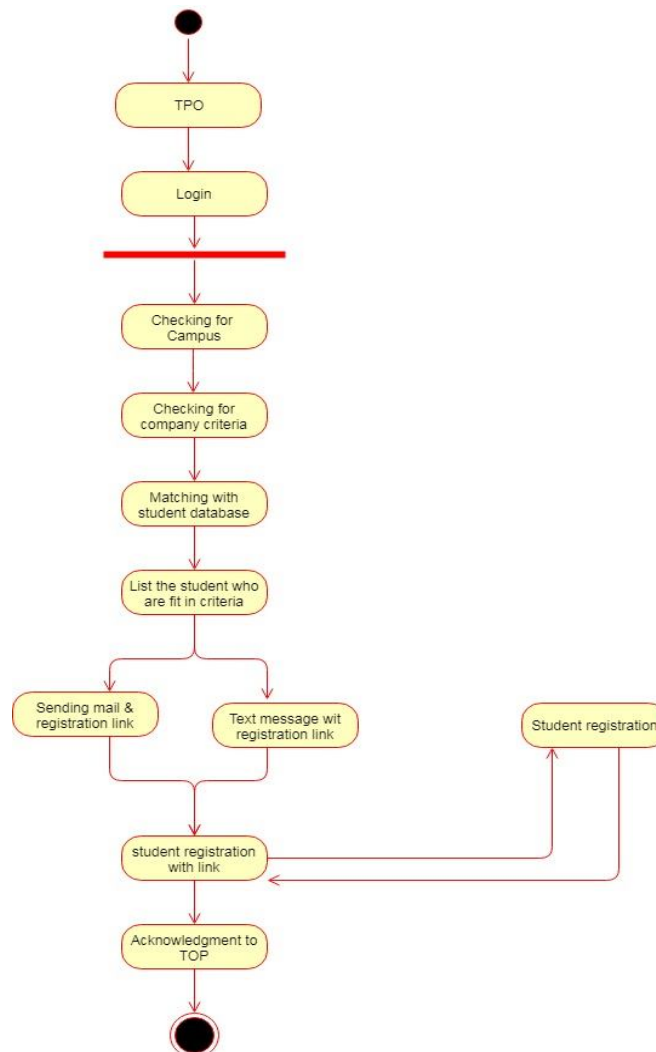 TPO
Login
Checking for
Campus
Checking for
company criteria
Matching with
student database
List the student who
are fit in criteria
Sending mail &
registration link
Text message wit
registration link
Student registration
student registration
with link
Acknowledgment to
TOP